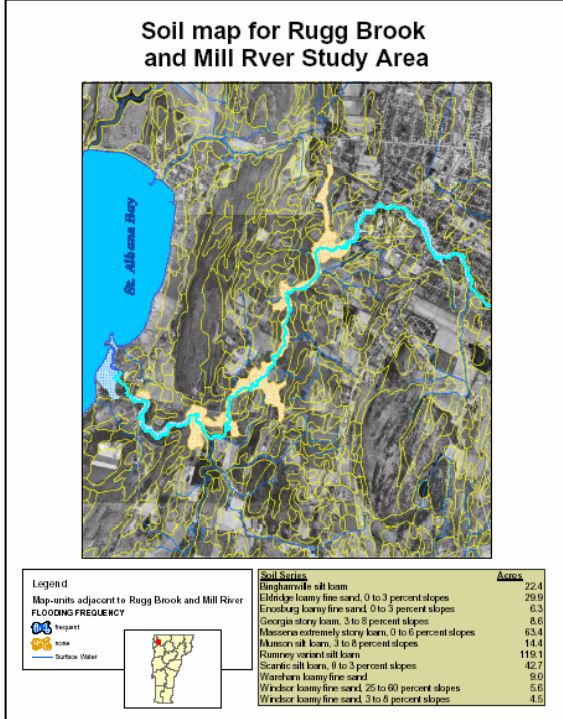 Soil map for Rugg Brook
and Mill Rver Study Area
St. Albans Bay
Legend
Map-units adjacent to Rugg Brook and Mill River
FLOODING FREQUENCY
frequent
none
Surface Water
Soil Series Acres
Binghamville silt loam 22.4
Eldridge loamy fine sand, 0 to 3 percent slopes 29.9
Enosburg loamy fine sand, 0 to 3 percent slopes 6.3
Georgia stony loam, 3 to 8 percent slopes 8.6
Massena extremely stony loam, 0 to 6 percent slopes 63.4
Munson silt loam, 3 to 8 percent slopes 14.4
Rumney variant silt loam 119.1
Scantic silt loam, 0 to 3 percent slopes 42.7
Wareham loamy fine sand 9.0
Windsor loamy fine sand, 25 to 60 percent slopes 5.6
Windsor loamy fine sand, 3 to 8 percent slopes 4.5